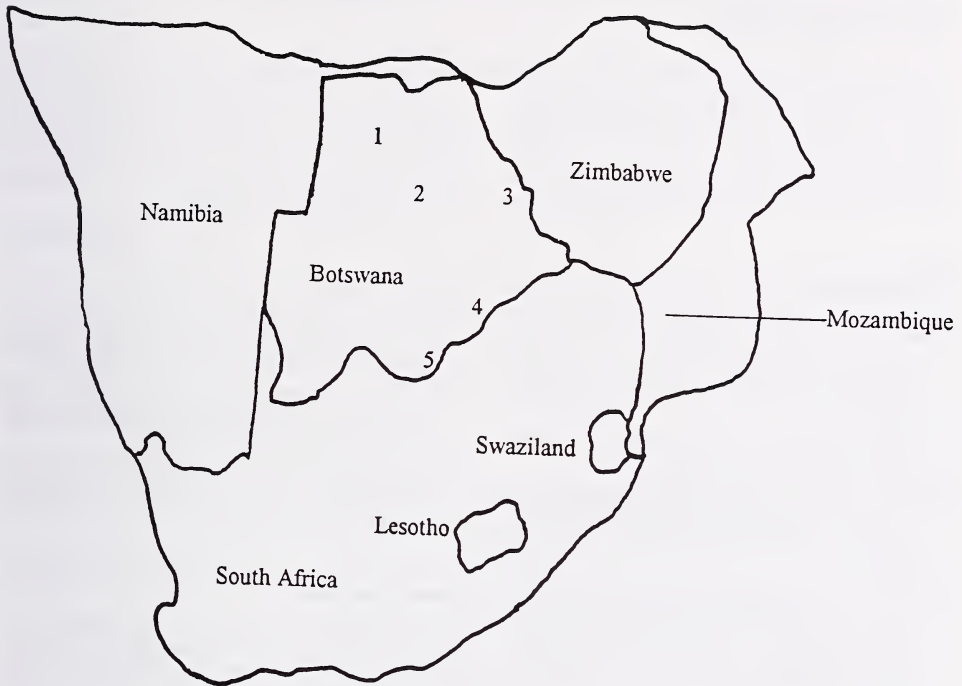 1
Zimbabwe
2
3
Namibia
Botswana
4
Mozambique
5
Swaziland
Lesotho
South Africa